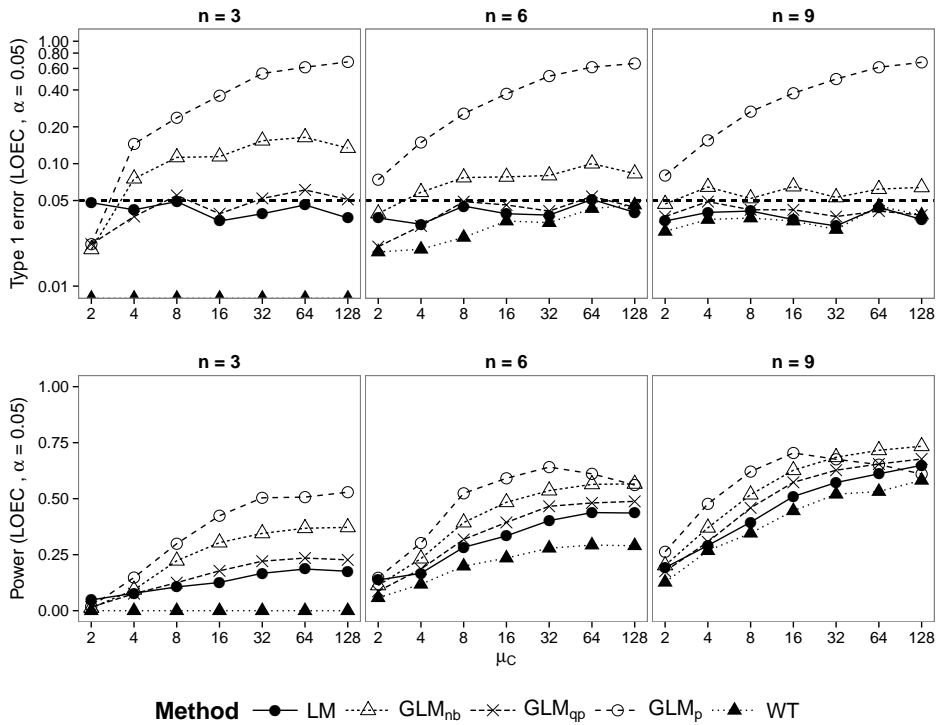 n = 3
n = 6
n = 9
Type 1 error (LOEC , α = 0.05)
1.00
0.80
0.60
0.40
0.20
0.10
0.05
0.01
2 4 8 16 32 64 128
2 4 8 16 32 64 128
2 4 8 16 32 64 128
n = 3
n = 6
n = 9
Power (LOEC , α = 0.05)
1.00
0.75
0.50
0.25
0.00
2 4 8 16 32 64 128
2 4 8 16 32 64 128
2 4 8 16 32 64 128
μC
Method LM GLMnb GLMqp GLMp WT